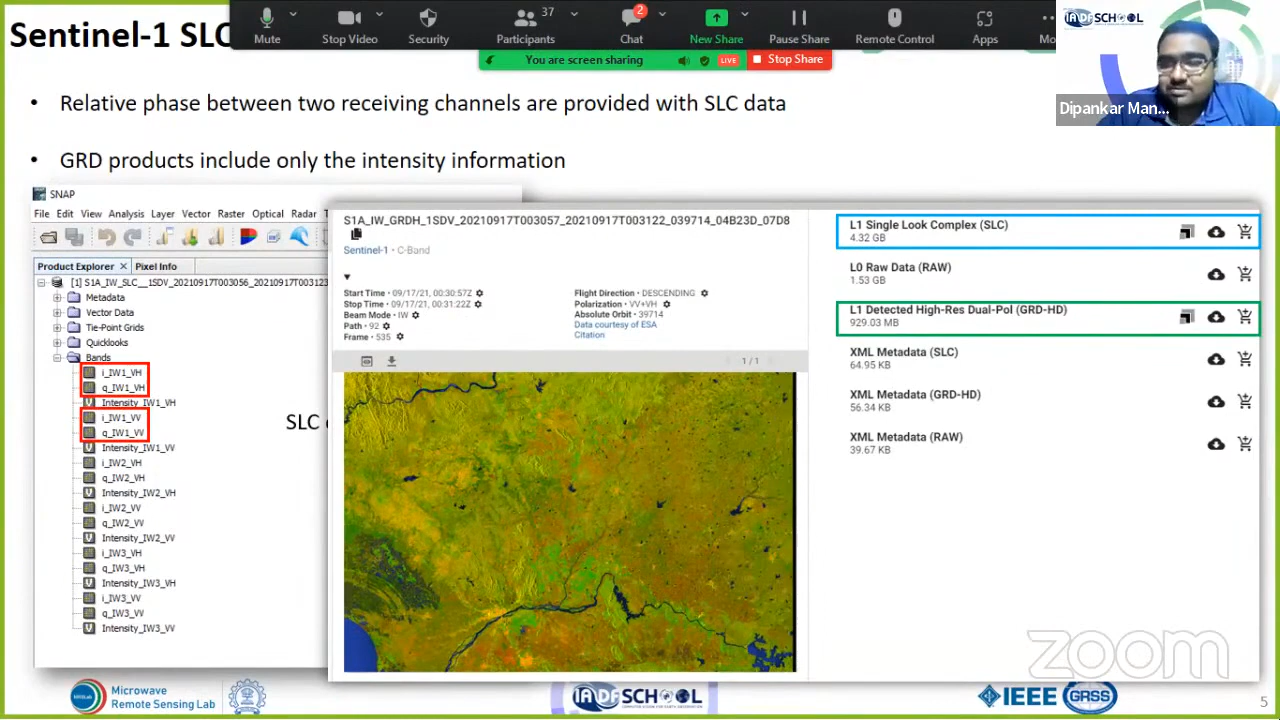 Sentinel-1 SLC
Mute
Stop Video
Security
37
Participants
2
Chat
New Share
Pause Share
Remote Control
Apps
You are screen sharing
LIVE
Stop Share
IADFSCHOOL
Dipankar Man...
• Relative phase between two receiving channels are provided with SLC data
• GRD products include only the intensity information
SNAP
File Edit View Analysis Layer Vector Raster Optical Radar
Product Explorer × Pixel Info
[1] S1A_IW_SLC__1SDV_20210917T003056_20210917T003123
Metadata
Vector Data
Tie-Point Grids
Quicklooks
Bands
i_IW1_VH
q_IW1_VH
Intensity_IW1_VH
i_IW1_VV
q_IW1_VV
Intensity_IW1_VV
i_IW2_VH
q_IW2_VH
Intensity_IW2_VH
i_IW2_VV
q_IW2_VV
Intensity_IW2_VV
i_IW3_VH
q_IW3_VH
Intensity_IW3_VH
i_IW3_VV
q_IW3_VV
Intensity_IW3_VV
SLC
S1A_IW_GRDH_1SDV_20210917T003057_20210917T003122_039714_04B23D_07D8
Sentinel-1 • C-Band
Start Time • 09/17/21, 00:30:57Z
Stop Time • 09/17/21, 00:31:22Z
Beam Mode • IW
Path • 92
Frame • 535
Flight Direction • DESCENDING
Polarization • VV+VH
Absolute Orbit • 39714
Data courtesy of ESA
Citation
1 / 1
L1 Single Look Complex (SLC)
4.32 GB
L0 Raw Data (RAW)
1.53 GB
L1 Detected High-Res Dual-Pol (GRD-HD)
929.03 MB
XML Metadata (SLC)
64.95 KB
XML Metadata (GRD-HD)
56.34 KB
XML Metadata (RAW)
39.67 KB
zoom
Microwave
Remote Sensing Lab
IADFSCHOOL
IEEE GRSS
5